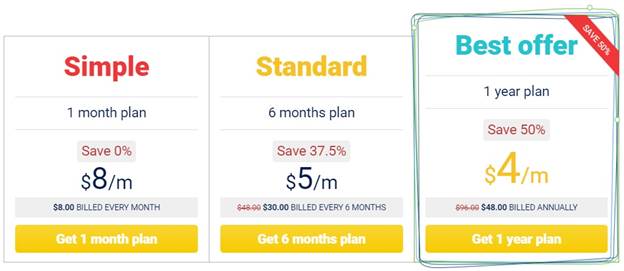 Simple
1 month plan
Save 0%
$8/m
$8.00 BILLED EVERY MONTH
Get 1 month plan
Standard
6 months plan
Save 37.5%
$5/m
$48.00 $30.00 BILLED EVERY 6 MONTHS
Get 6 months plan
SAVE 50%
Best offer
1 year plan
Save 50%
$4/m
$96.00 $48.00 BILLED ANNUALLY
Get 1 year plan